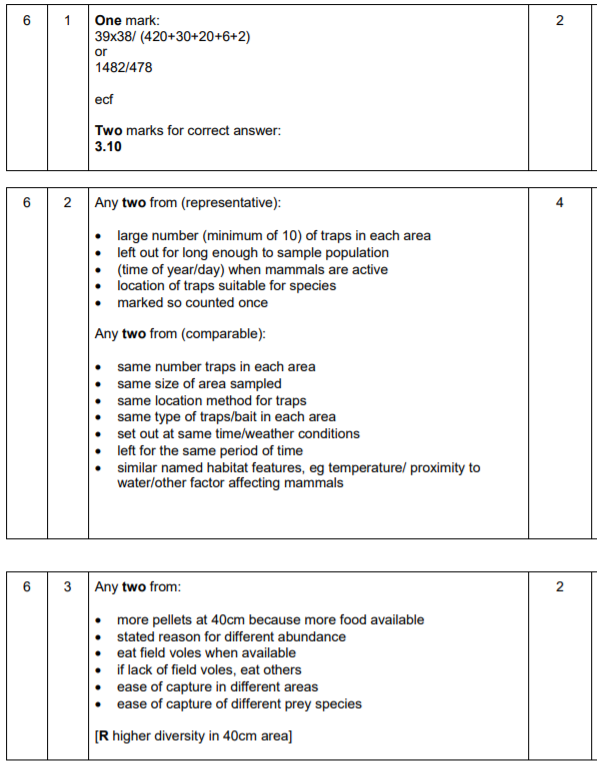 6 1 One mark: 2
39x38/ (420+30+20+6+2)
or
1482/478
ecf
Two marks for correct answer:
3.10
6 2 Any two from (representative): 4
• large number (minimum of 10) of traps in each area
• left out for long enough to sample population
• (time of year/day) when mammals are active
• location of traps suitable for species
• marked so counted once
Any two from (comparable):
• same number traps in each area
• same size of area sampled
• same location method for traps
• same type of traps/bait in each area
• set out at same time/weather conditions
• left for the same period of time
• similar named habitat features, eg temperature/ proximity to
water/other factor affecting mammals
6 3 Any two from: 2
• more pellets at 40cm because more food available
• stated reason for different abundance
• eat field voles when available
• if lack of field voles, eat others
• ease of capture in different areas
• ease of capture of different prey species
[R higher diversity in 40cm area]